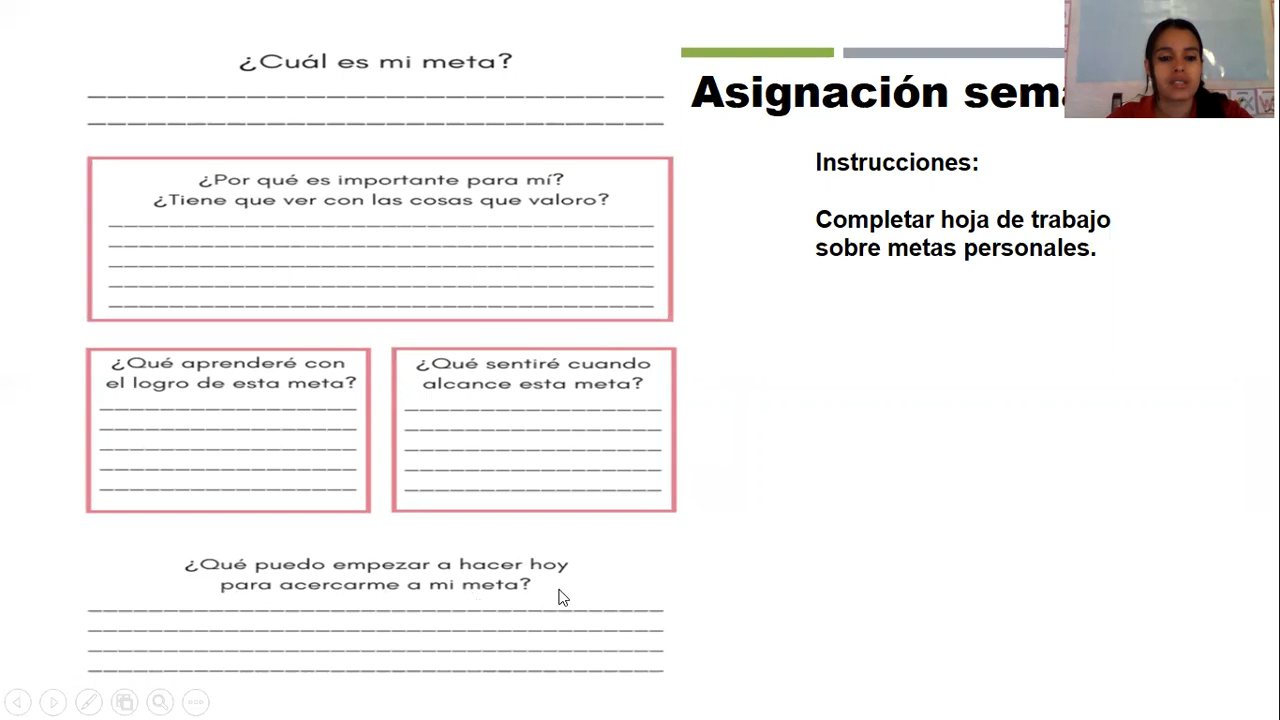 ¿Cuál es mi meta?
¿Por qué es importante para mí?
¿Tiene que ver con las cosas que valoro?
¿Qué aprenderé con
el logro de esta meta?
¿Qué sentiré cuando
alcance esta meta?
¿Qué puedo empezar a hacer hoy
para acercarme a mi meta?
Asignación
Instrucciones:
Completar hoja de trabajo
sobre metas personales.